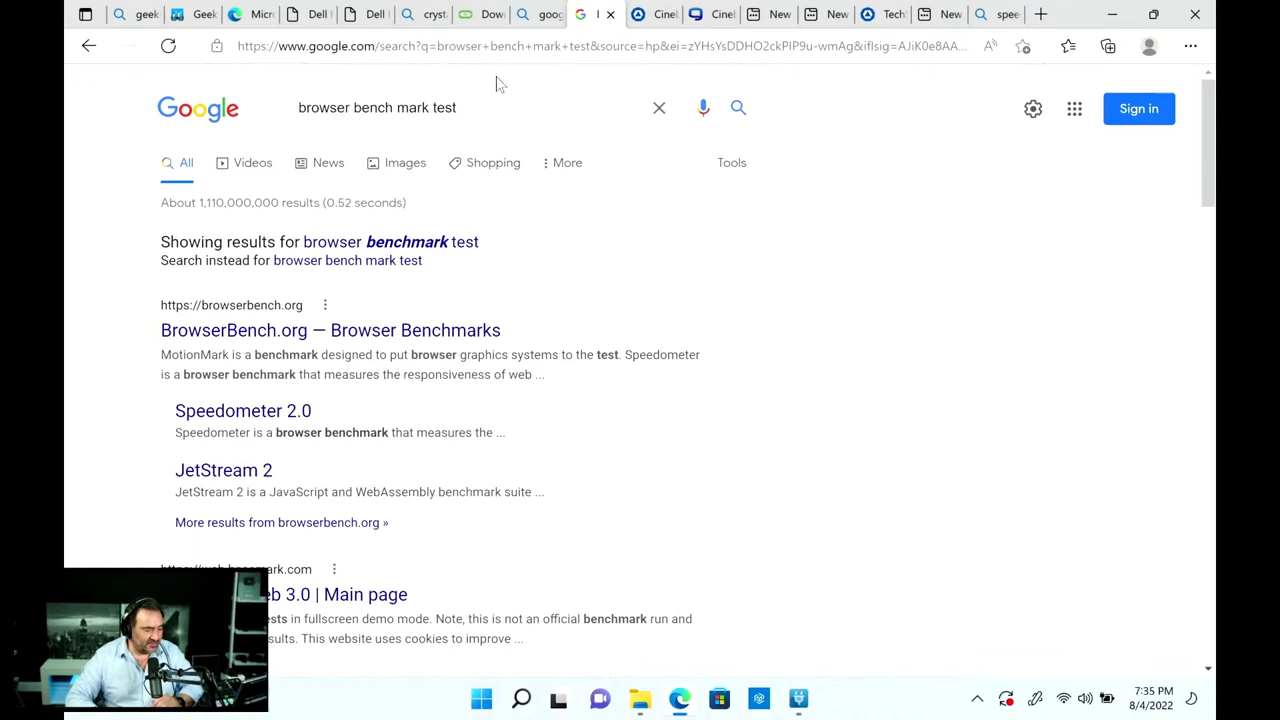 geek
Geek
Micr
Dell
Dell
cryst
Dow
goog
Cine
Cine
New
New
Tech
New
spee
https://www.google.com/search?q=browser+bench+mark+test&source=hp&ei=zYHsYsDDHO2ckPIP9u-wmAg&iflsig=AJiK0e8AA...
Google
browser bench mark test
Sign in
All
Videos
News
Images
Shopping
More
Tools
About 1,110,000,000 results (0.52 seconds)
Showing results for browser benchmark test
Search instead for browser bench mark test
https://browserbench.org
BrowserBench.org — Browser Benchmarks
MotionMark is a benchmark designed to put browser graphics systems to the test. Speedometer
is a browser benchmark that measures the responsiveness of web ...
Speedometer 2.0
Speedometer is a browser benchmark that measures the ...
JetStream 2
JetStream 2 is a JavaScript and WebAssembly benchmark suite ...
More results from browserbench.org »
eb 3.0 | Main page
ests in fullscreen demo mode. Note, this is not an official benchmark run and
sults. This website uses cookies to improve ...
7:35 PM
8/4/2022